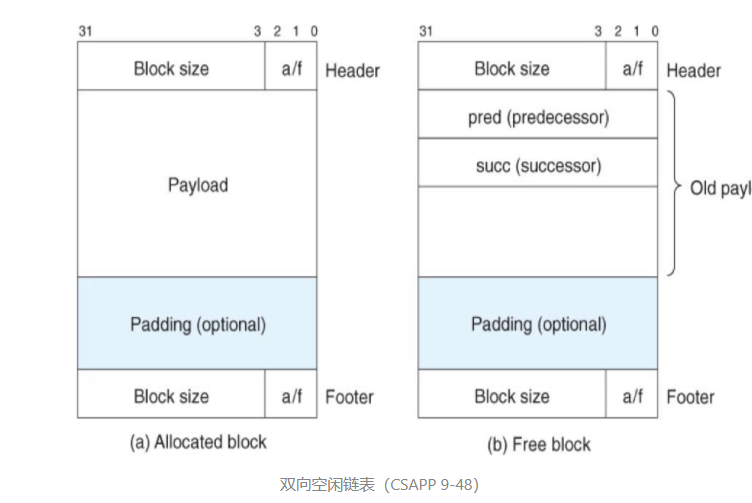 31 3 2 1 0
Block size a/f Header
Payload
Padding (optional)
Block size a/f Footer
(a) Allocated block
31 3 2 1 0
Block size a/f Header
pred (predecessor)
succ (successor)
Old payl
Padding (optional)
Block size a/f Footer
(b) Free block
双向空闲链表（CSAPP 9-48）